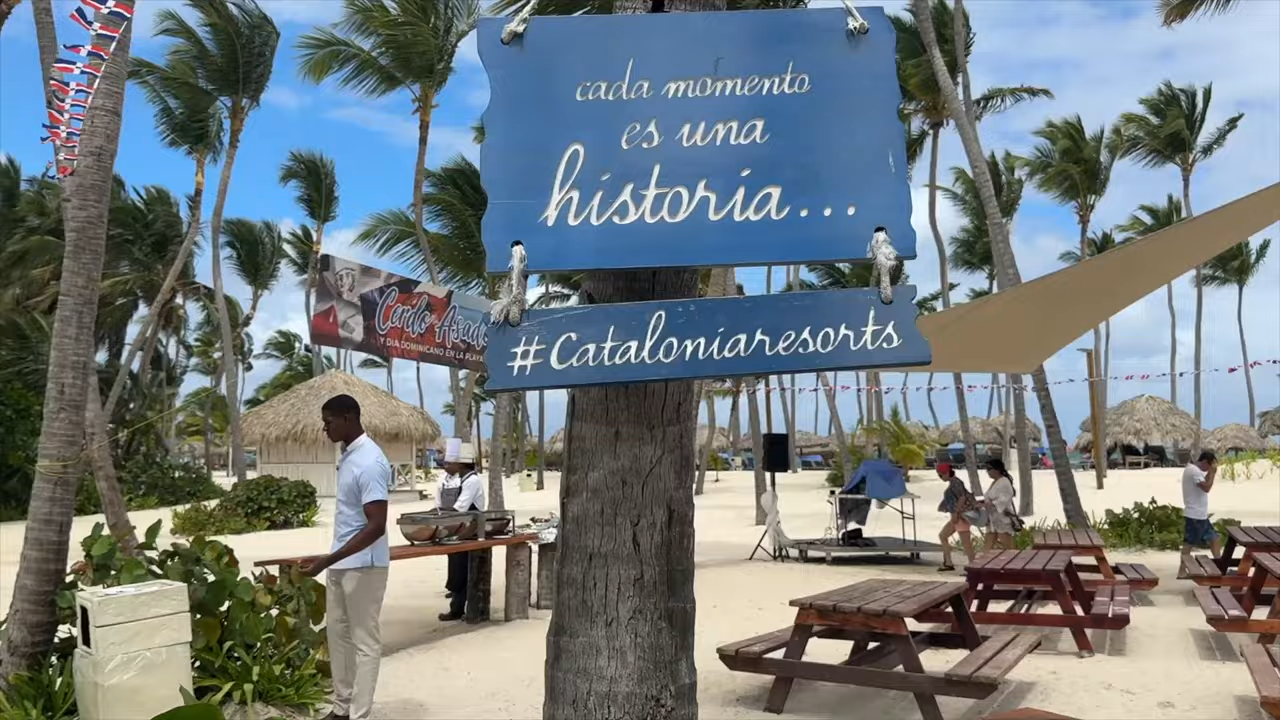 cada momento
es una
historia...
#Cataloniaresorts
Cerdo Asado
Y DIA DOMINICANO EN LA PLAYA